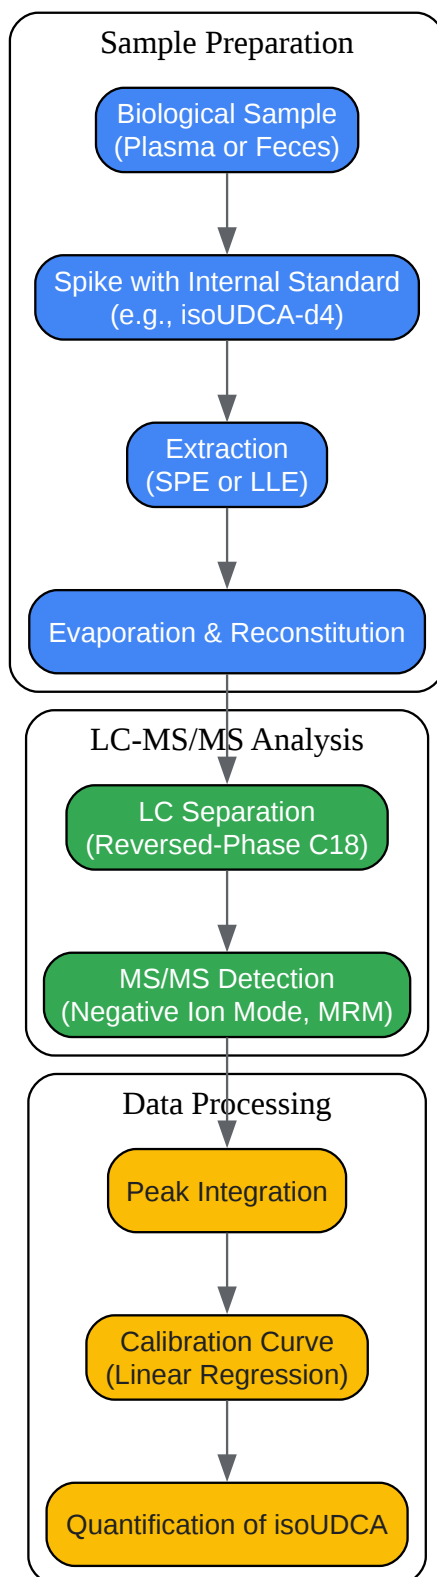 Sample Preparation
Biological Sample
(Plasma or Feces)
Spike with Internal Standard
(e.g., isoUDCA-d4)
Extraction
(SPE or LLE)
Evaporation & Reconstitution
LC-MS/MS Analysis
LC Separation
(Reversed-Phase C18)
MS/MS Detection
(Negative Ion Mode, MRM)
Data Processing
Peak Integration
Calibration Curve
(Linear Regression)
Quantification of isoUDCA